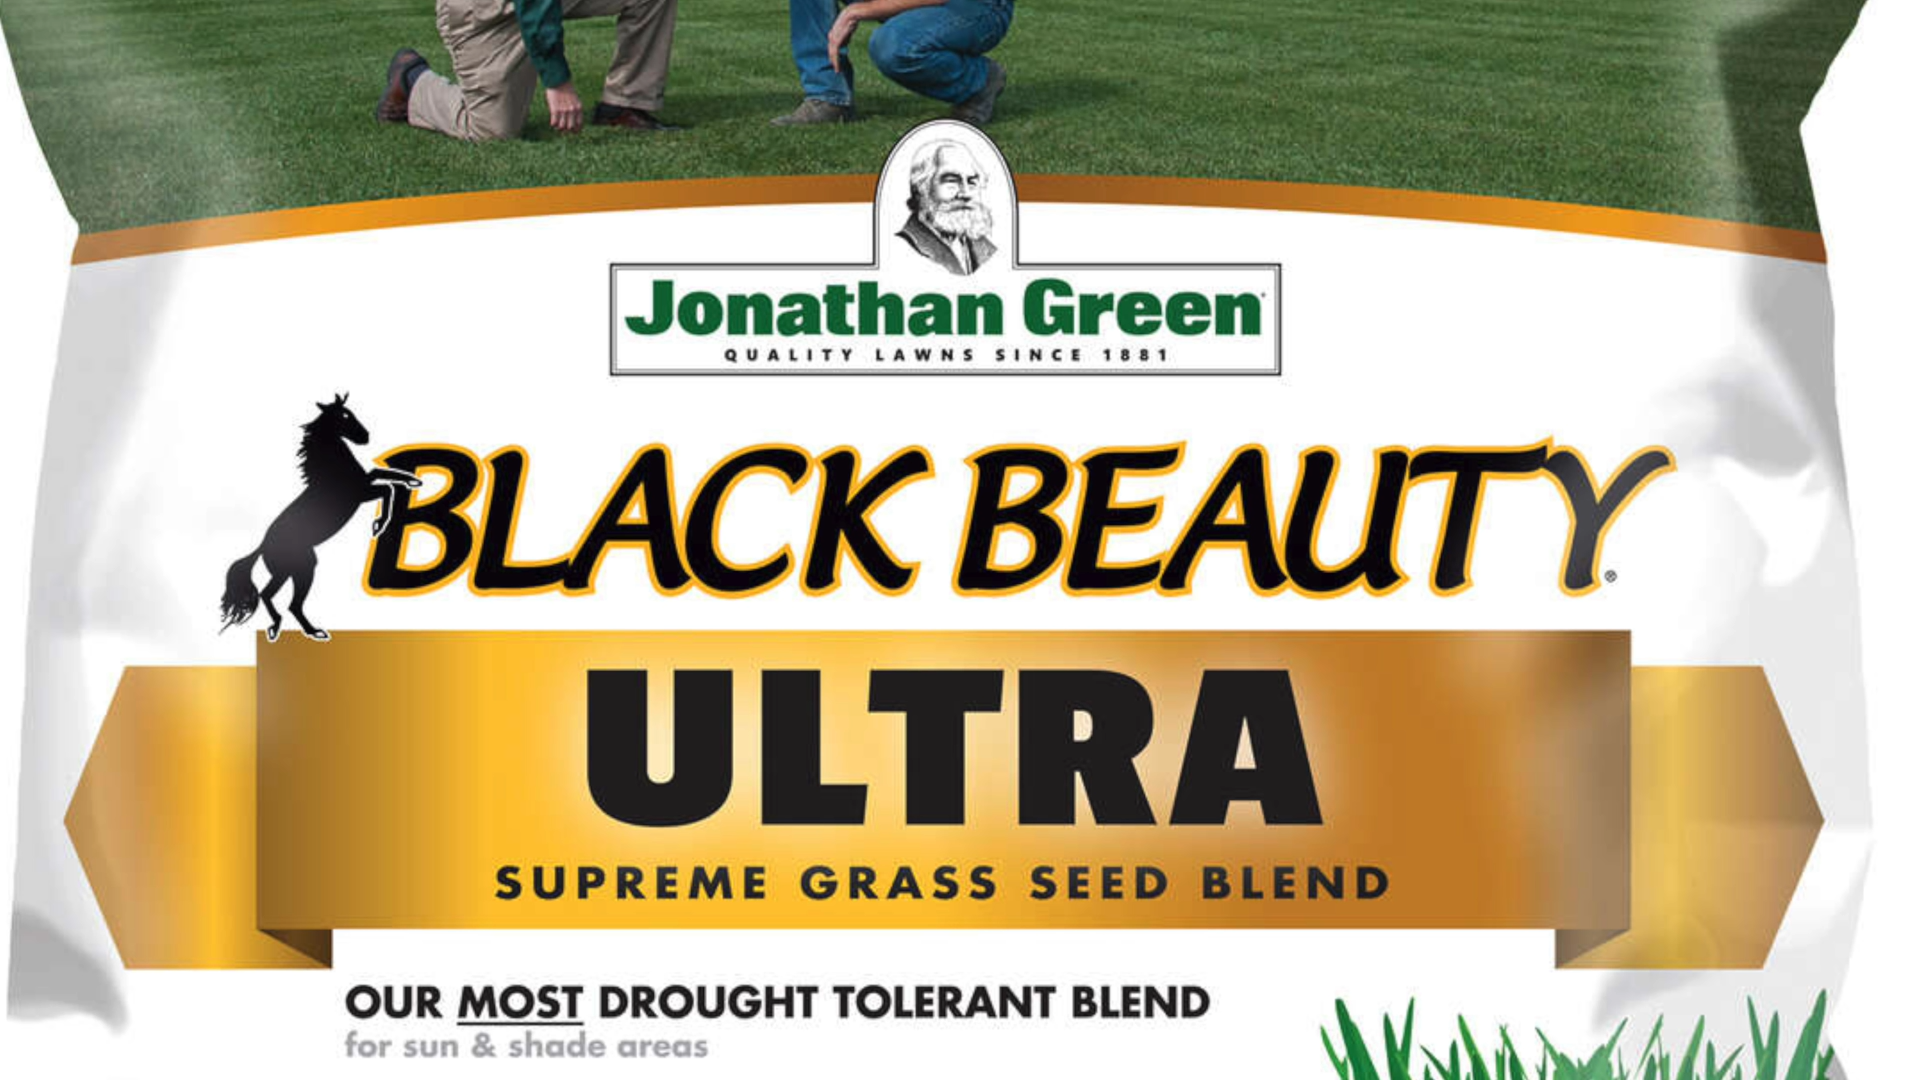 Jonathan Green
QUALITY LAWNS SINCE 1881
BLACK BEAUTY®
ULTRA
SUPREME GRASS SEED BLEND
OUR MOST DROUGHT TOLERANT BLEND
for sun & shade areas